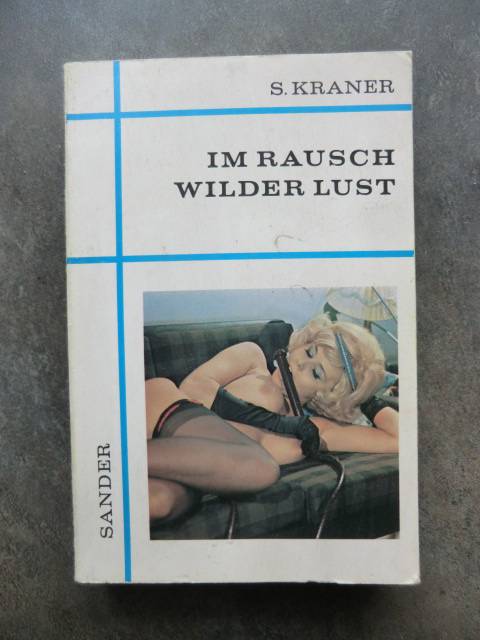 S. KRANER
IM RAUSCH
WILDER LUST
SANDER